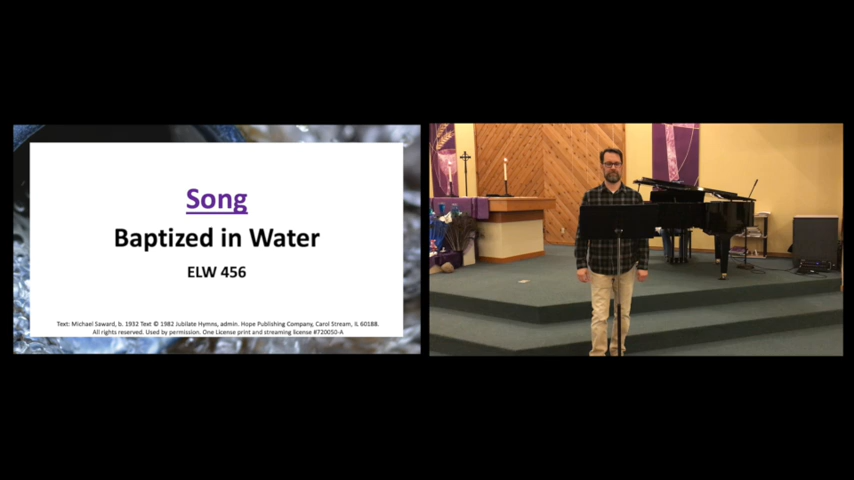 Song
Baptized in Water
ELW 456
Text: Michael Saward, b. 1932 Text © 1982 Jubilate Hymns, admin. Hope Publishing Company, Carol Stream, IL 60188.
All rights reserved. Used by permission. One License print and streaming license #720050-A